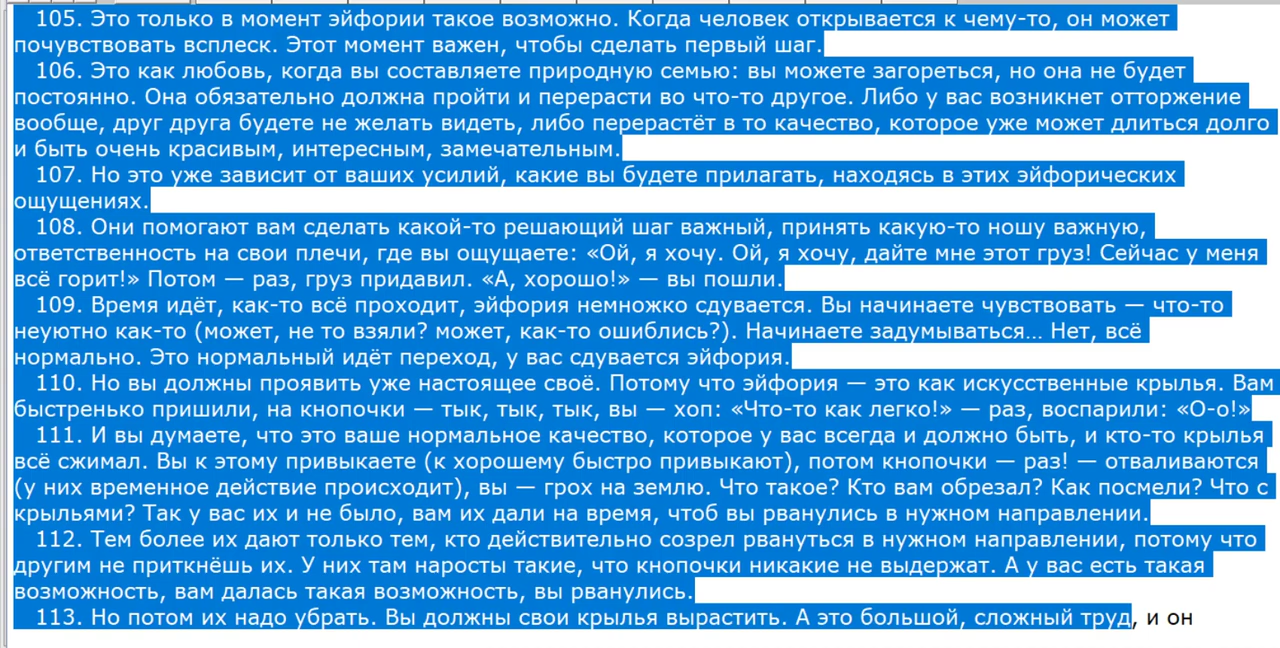 105. Это только в момент эйфории такое возможно. Когда человек открывается к чему-то, он может
почувствовать всплеск. Этот момент важен, чтобы сделать первый шаг.
106. Это как любовь, когда вы составляете природную семью: вы можете загореться, но она не будет
постоянно. Она обязательно должна пройти и перерасти во что-то другое. Либо у вас возникнет отторжение
вообще, друг друга будете не желать видеть, либо перерастёт в то качество, которое уже может длиться долго
и быть очень красивым, интересным, замечательным.
107. Но это уже зависит от ваших усилий, какие вы будете прилагать, находясь в этих эйфорических
ощущениях.
108. Они помогают вам сделать какой-то решающий шаг важный, принять какую-то ношу важную,
ответственность на свои плечи, где вы ощущаете: «Ой, я хочу. Ой, я хочу, дайте мне этот груз! Сейчас у меня
всё горит!» Потом — раз, груз придавил. «А, хорошо!» — вы пошли.
109. Время идёт, как-то всё проходит, эйфория немножко сдувается. Вы начинаете чувствовать — что-то
неуютно как-то (может, не то взяли? может, как-то ошиблись?). Начинаете задумываться... Нет, всё
нормально. Это нормальный идёт переход, у вас сдувается эйфория.
110. Но вы должны проявить уже настоящее своё. Потому что эйфория — это как искусственные крылья. Вам
быстренько пришили, на кнопочки — тык, тык, тык, вы — хоп: «Что-то как легко!» — раз, воспарили: «О-о!»
111. И вы думаете, что это ваше нормальное качество, которое у вас всегда и должно быть, и кто-то крылья
всё сжимал. Вы к этому привыкаете (к хорошему быстро привыкают), потом кнопочки — раз! — отваливаются
(у них временное действие происходит), вы — грох на землю. Что такое? Кто вам обрезал? Как посмели? Что с
крыльями? Так у вас их и не было, вам их дали на время, чтоб вы рванулись в нужном направлении.
112. Тем более их дают только тем, кто действительно созрел рвануться в нужном направлении, потому что
другим не приткнёшь их. У них там наросты такие, что кнопочки никакие не выдержат. А у вас есть такая
возможность, вам далась такая возможность, вы рванулись.
113. Но потом их надо убрать. Вы должны свои крылья вырастить. А это большой, сложный труд, и он